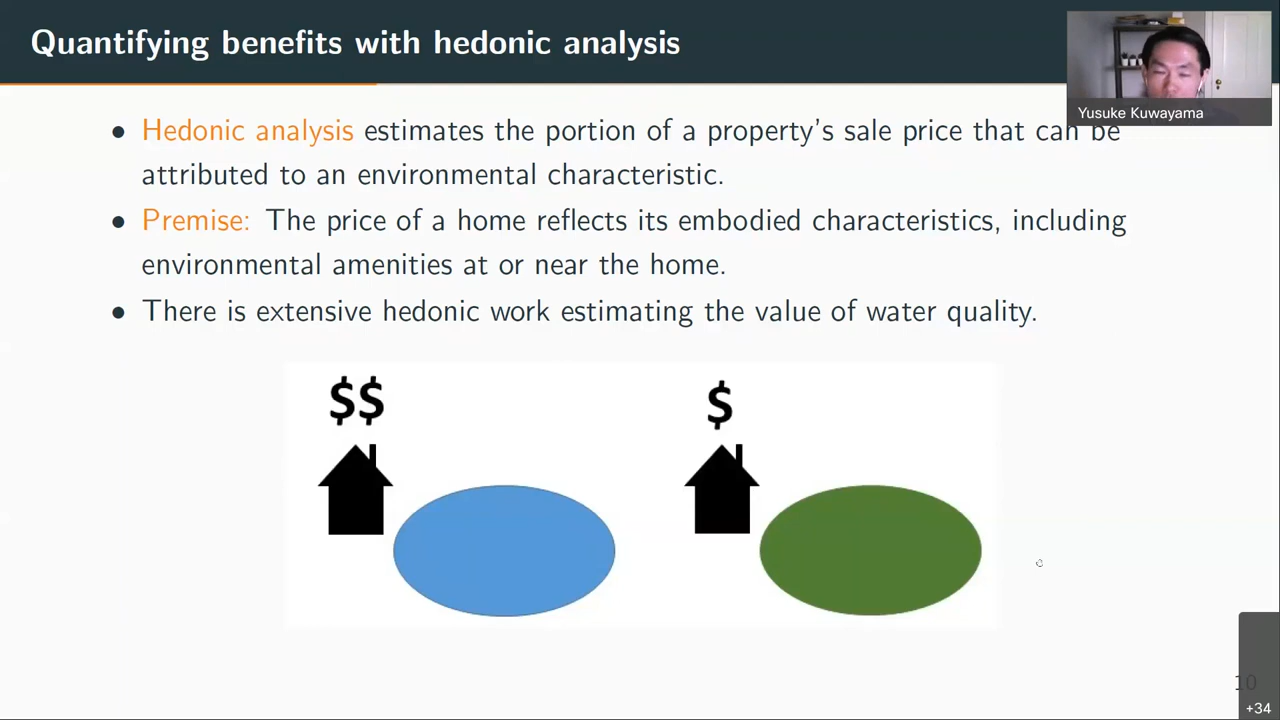 Quantifying benefits with hedonic analysis
Yusuke Kuwayama
• Hedonic analysis estimates the portion of a property's sale price that can be
attributed to an environmental characteristic.
• Premise: The price of a home reflects its embodied characteristics, including
environmental amenities at or near the home.
• There is extensive hedonic work estimating the value of water quality.
$$ $
10
+34